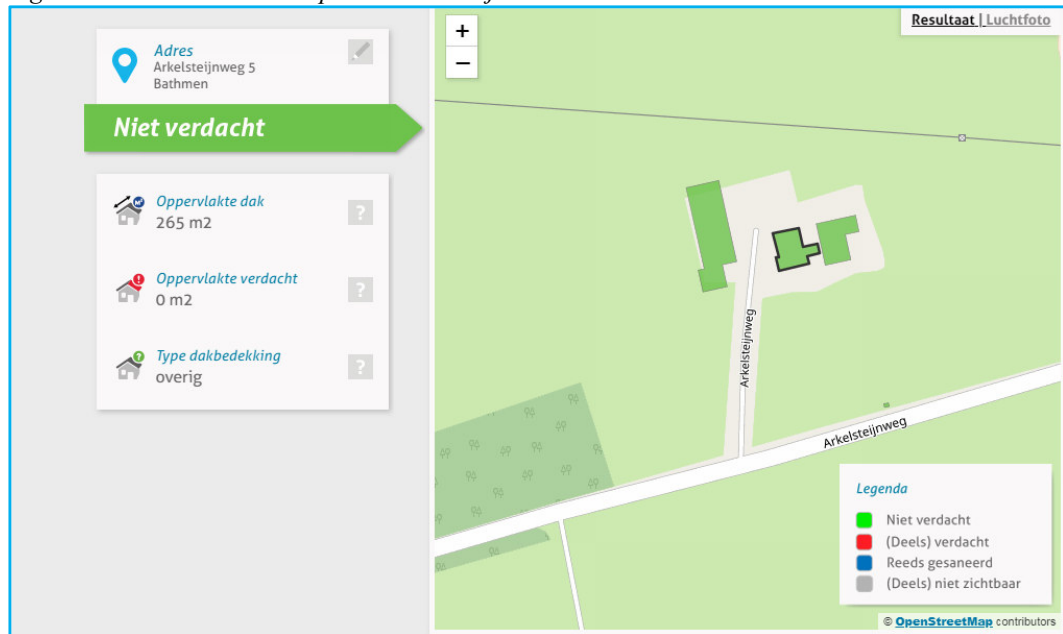 Adres
Arkelsteijnweg 5
Bathmen
Niet verdacht
Oppervlakte dak
265 m2
?
Oppervlakte verdacht
0 m2
?
Type dakbedekking
overig
?
+
−
Resultaat | Luchtfoto
Arkelsteijnweg
Arkelsteijnweg
Legenda
Niet verdacht
(Deels) verdacht
Reeds gesaneerd
(Deels) niet zichtbaar
© OpenStreetMap contributors